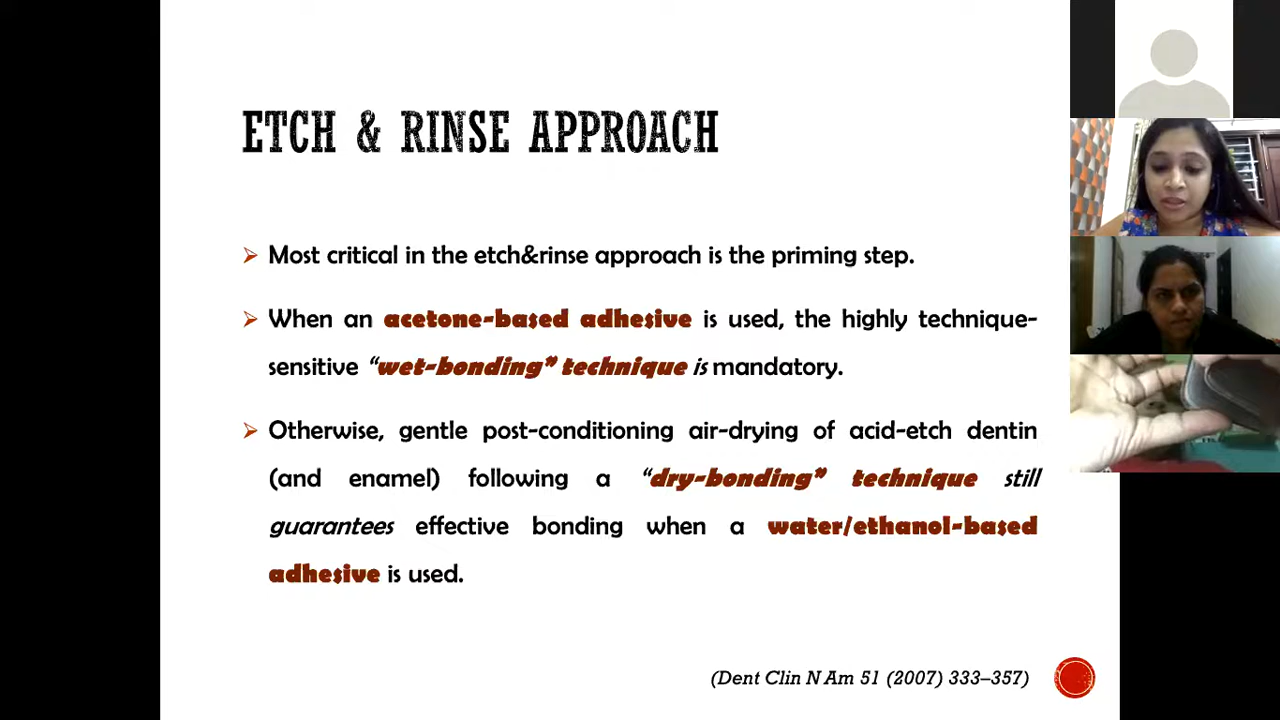 ETCH & RINSE APPROACH
Most critical in the etch&rinse approach is the priming step.
When an acetone-based adhesive is used, the highly technique-
sensitive “wet-bonding” technique is mandatory.
Otherwise, gentle post-conditioning air-drying of acid-etch dentin
(and enamel) following a “dry-bonding” technique still
guarantees effective bonding when a water/ethanol-based
adhesive is used.
(Dent Clin N Am 51 (2007) 333–357)